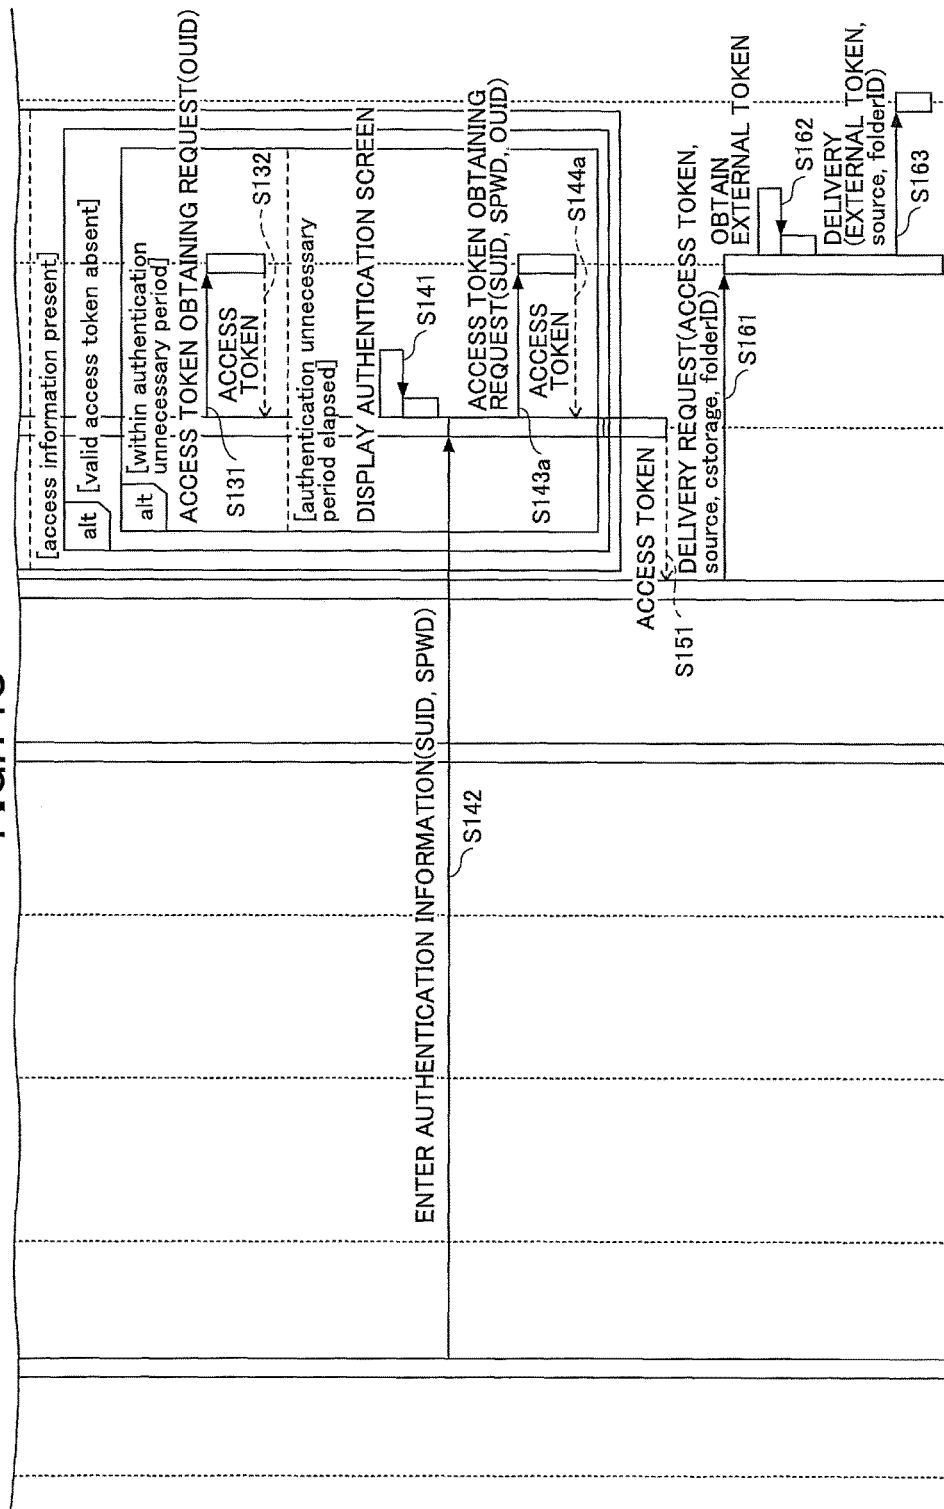 [access information present]
alt
[valid access token absent]
alt
[within authentication
unnecessary period]
ACCESS TOKEN OBTAINING REQUEST(OUID)
S131
ACCESS
TOKEN
S132
[authentication unnecessary
period elapsed]
DISPLAY AUTHENTICATION SCREEN
S141
ENTER AUTHENTICATION INFORMATION(SUID, SPWD)
S142
ACCESS TOKEN OBTAINING
REQUEST(SUID, SPWD, OUID)
S143a
ACCESS
TOKEN
S144a
ACCESS TOKEN
S151
DELIVERY REQUEST(ACCESS TOKEN,
source, cstorage, folderID)
S161
OBTAIN
EXTERNAL TOKEN
S162
DELIVERY
(EXTERNAL TOKEN,
source, folderID)
S163